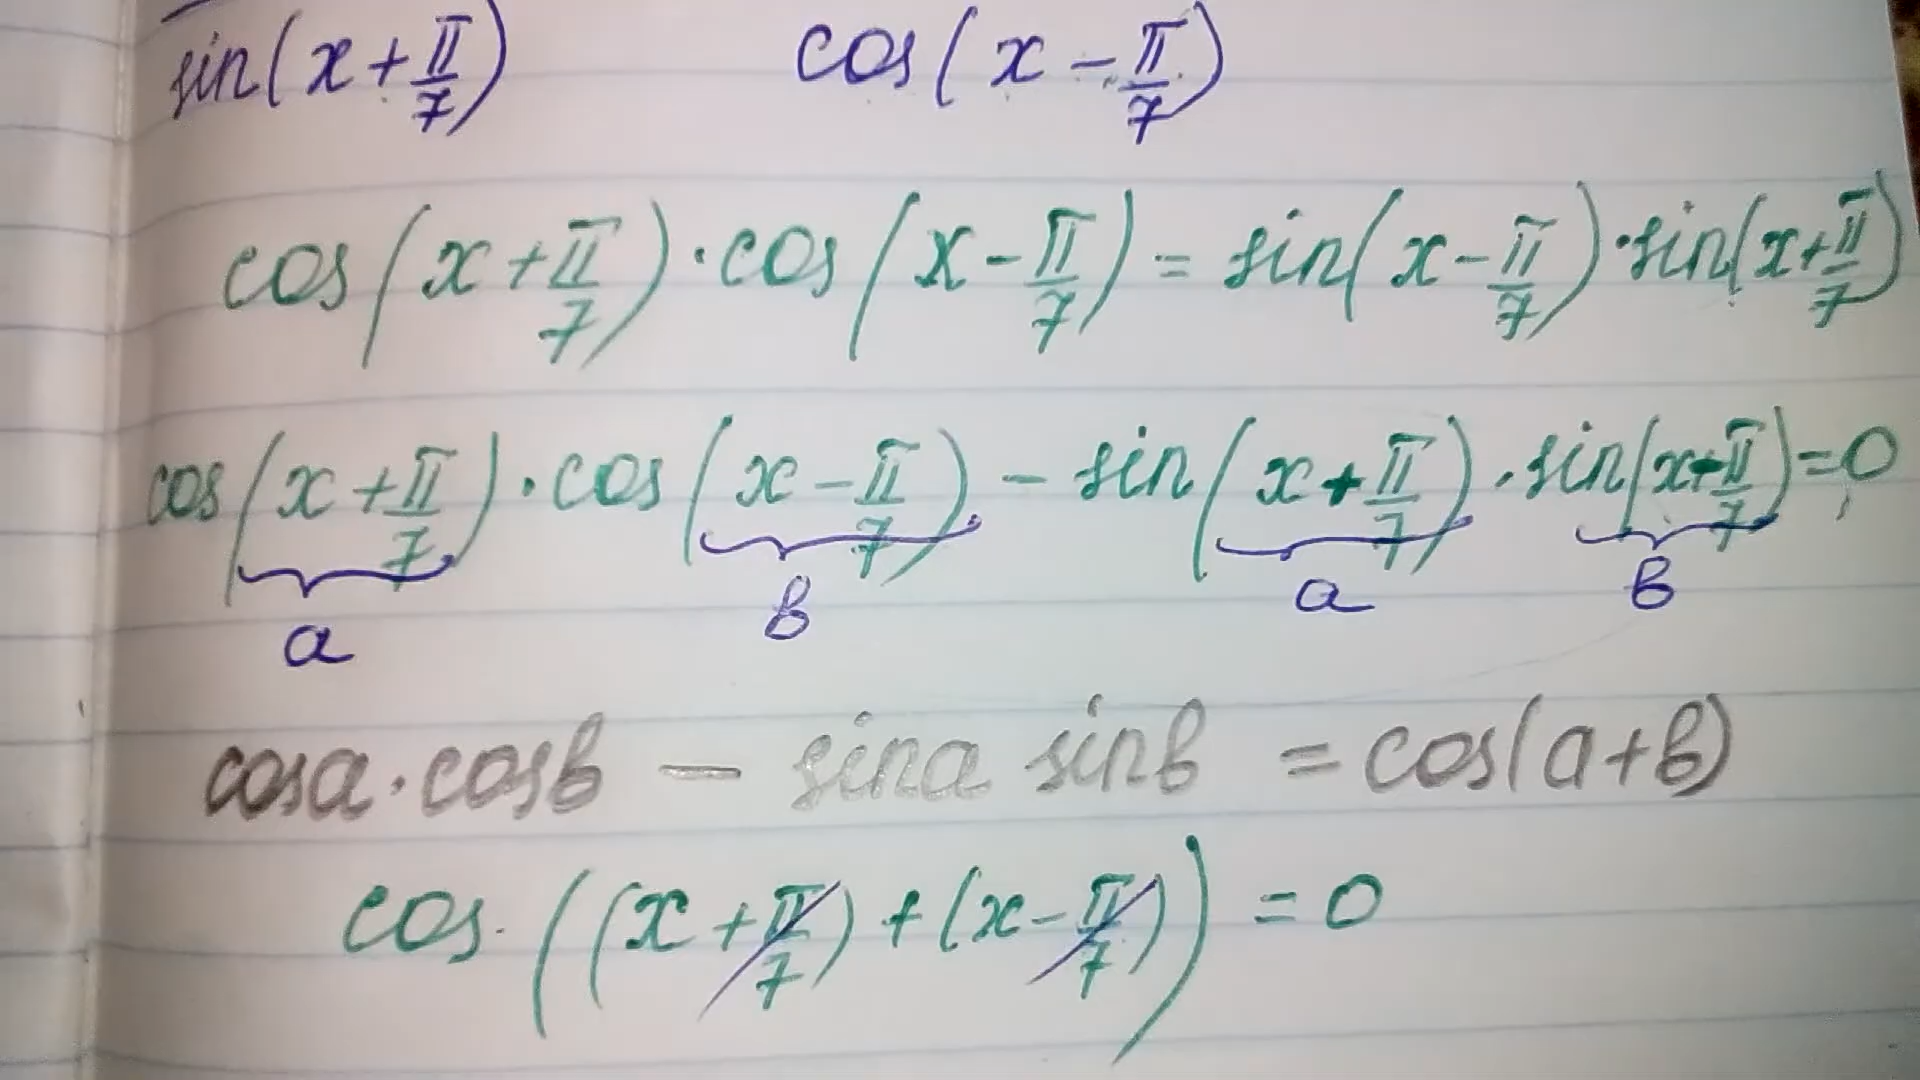 sin(x + π/7) cos(x - π/7)
cos(x + π/7) · cos(x - π/7) = sin(x - π/7) · sin(x + π/7)
cos(x + π/7) · cos(x - π/7) - sin(x + π/7) · sin(x + π/7) = 0
a b a b
cosa · cosb - sina sinb = cos(a+b)
cos ((x + π/7) + (x - π/7)) = 0